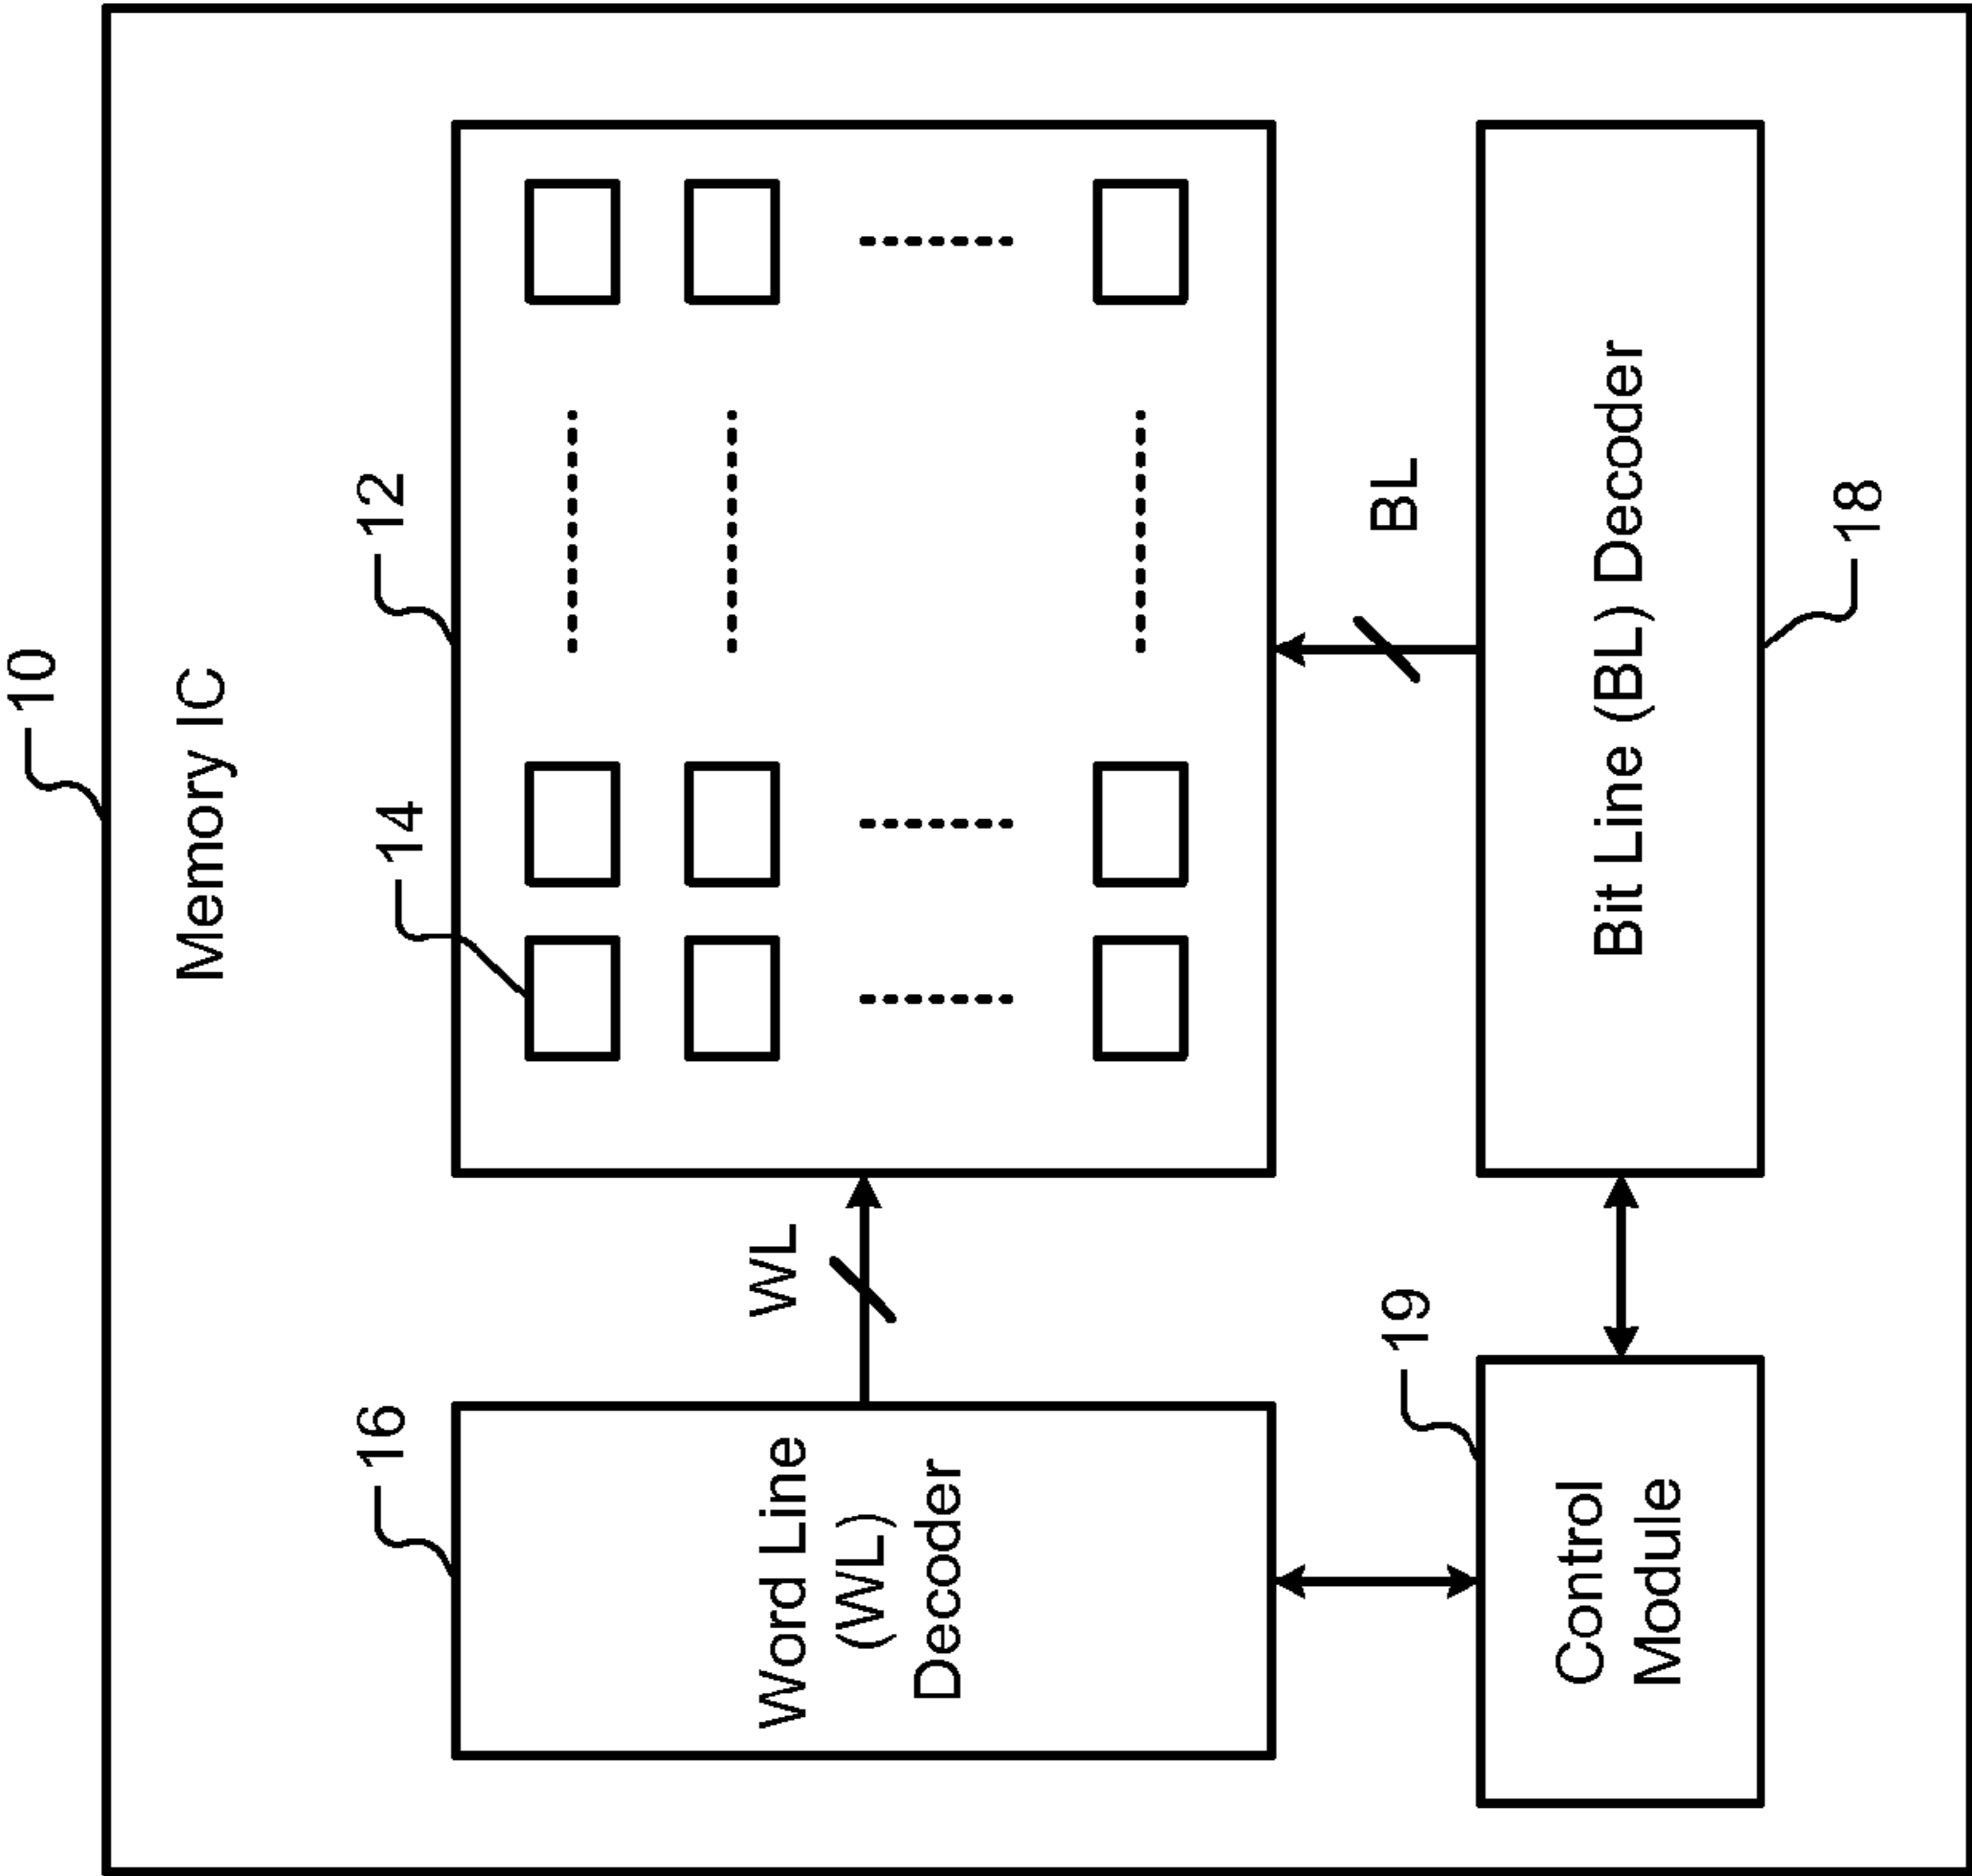 10
Memory IC
16
Word Line
(WL)
Decoder
WL
14
12
19
Control
Module
BL
Bit Line (BL) Decoder
18